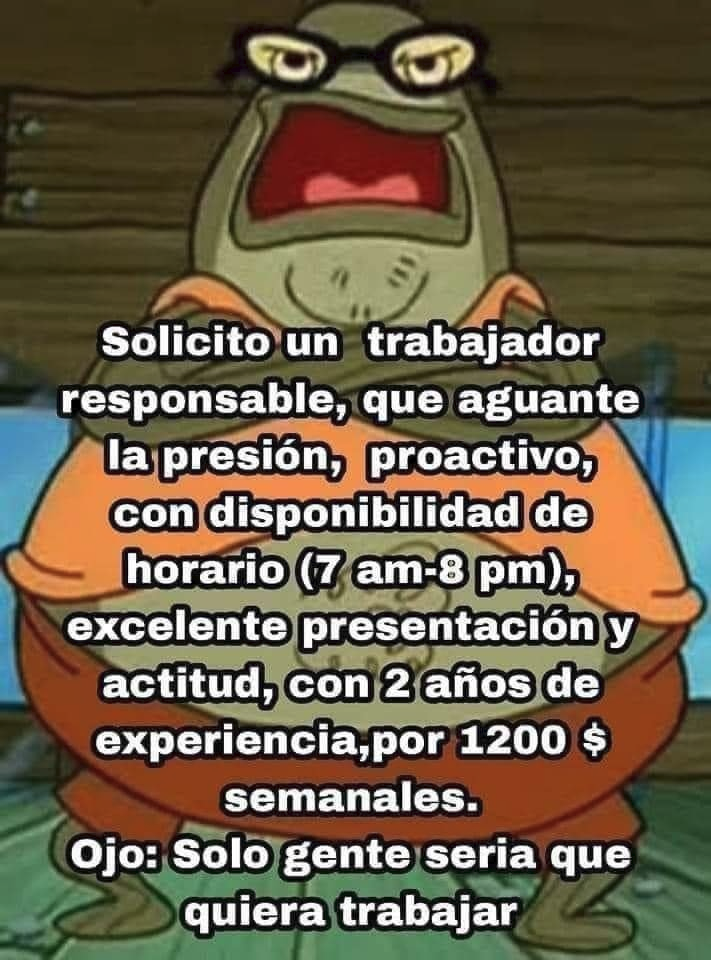 Solicito un trabajador
responsable, que aguante
la presión, proactivo,
con disponibilidad de
horario (7 am-8 pm),
excelente presentación y
actitud, con 2 años de
experiencia,por 1200 $
semanales.
Ojo: Solo gente seria que
quiera trabajar